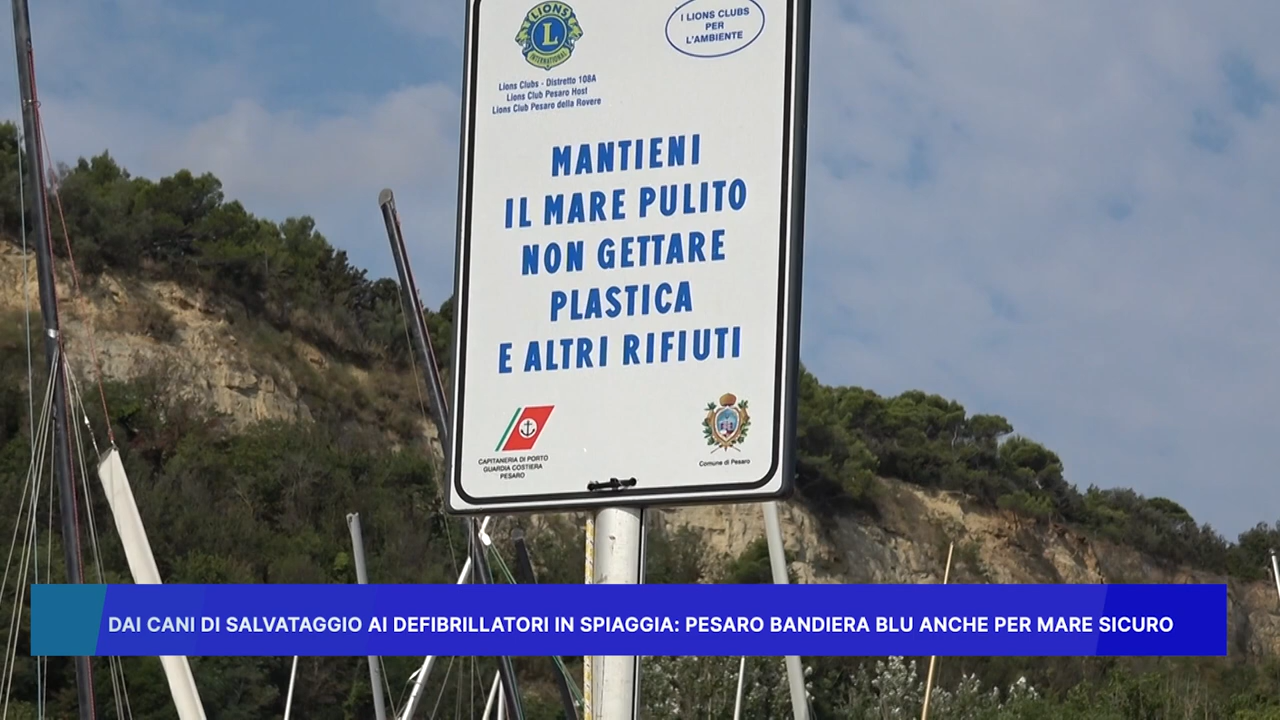 LIONS
L
INTERNATIONAL
I LIONS CLUBS
PER
L'AMBIENTE
Lions Clubs - Distretto 108A
Lions Club Pesaro Host
Lions Club Pesaro della Rovere
MANTIENI
IL MARE PULITO
NON GETTARE
PLASTICA
E ALTRI RIFIUTI
CAPITANERIA DI PORTO
GUARDIA COSTIERA
PESARO
Comune di Pesaro
DAI CANI DI SALVATAGGIO AI DEFIBRILLATORI IN SPIAGGIA: PESARO BANDIERA BLU ANCHE PER MARE SICURO